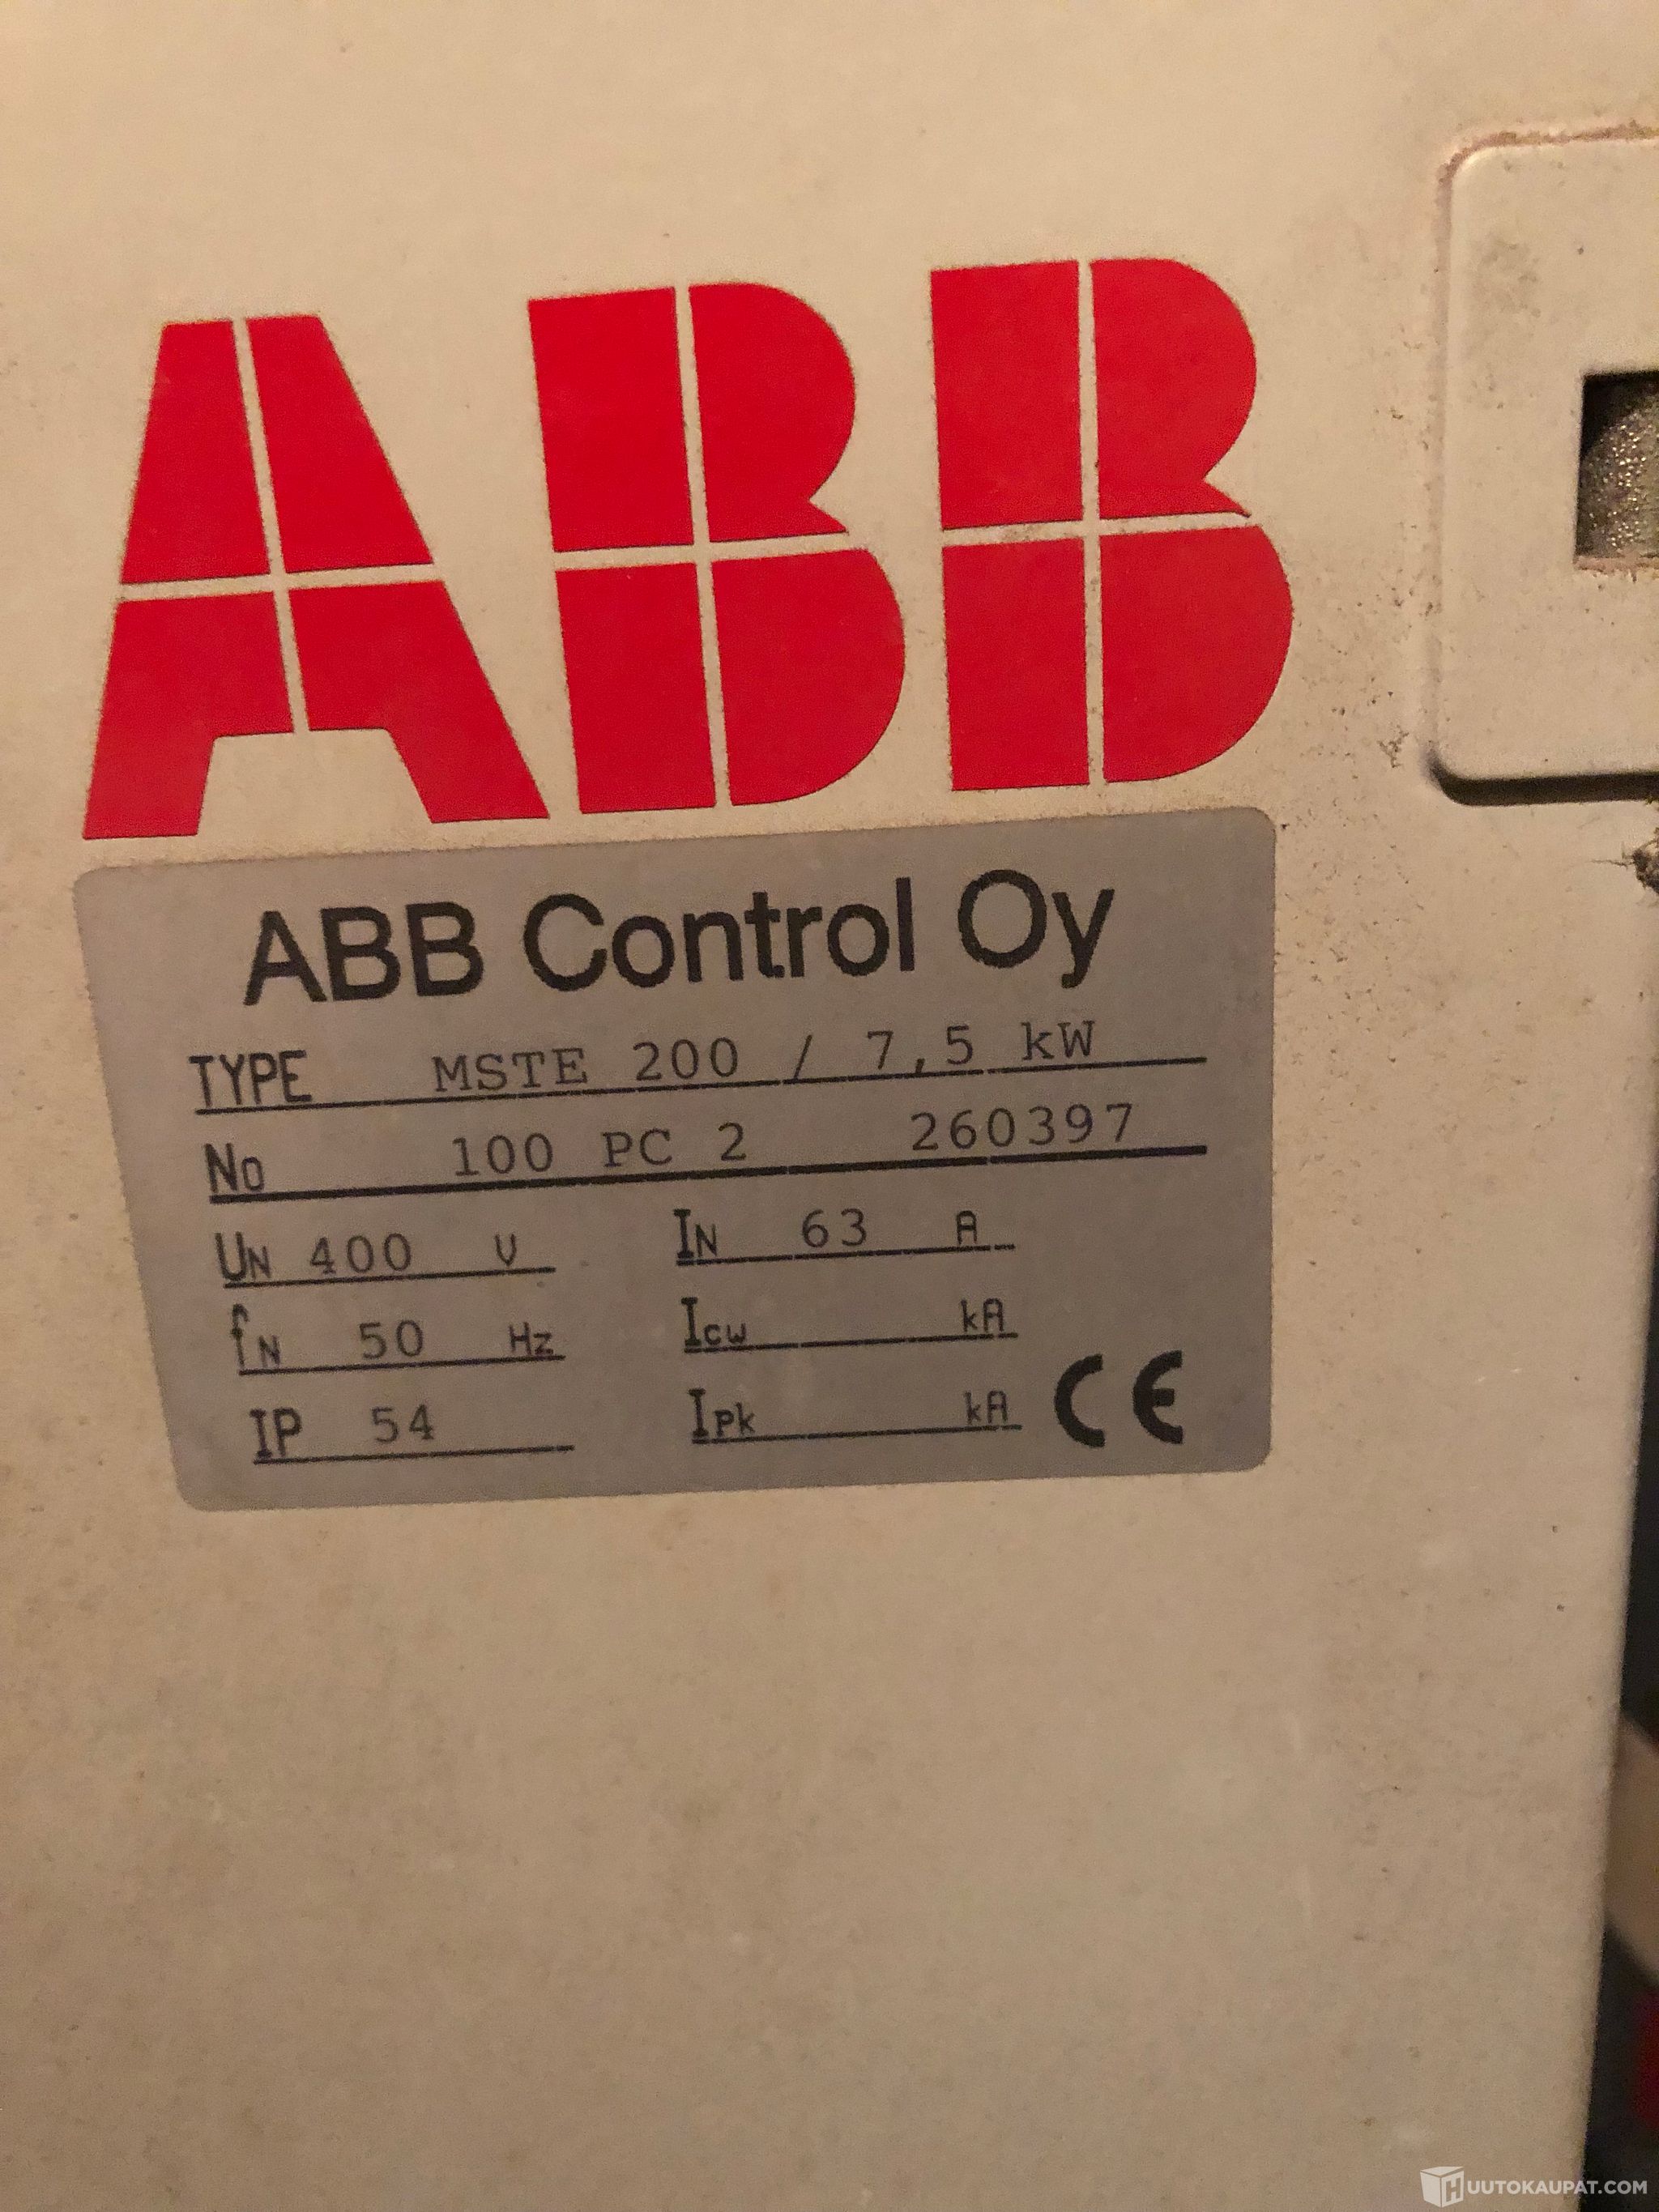 ABB
ABB Control Oy
TYPE MSTE 200 / 7,5 kW
No 100 PC 2 260397
UN 400 V IN 63 A
fN 50 Hz Icw kA
IP 54 IPk kA CE
HUUTOKAUPAT.COM